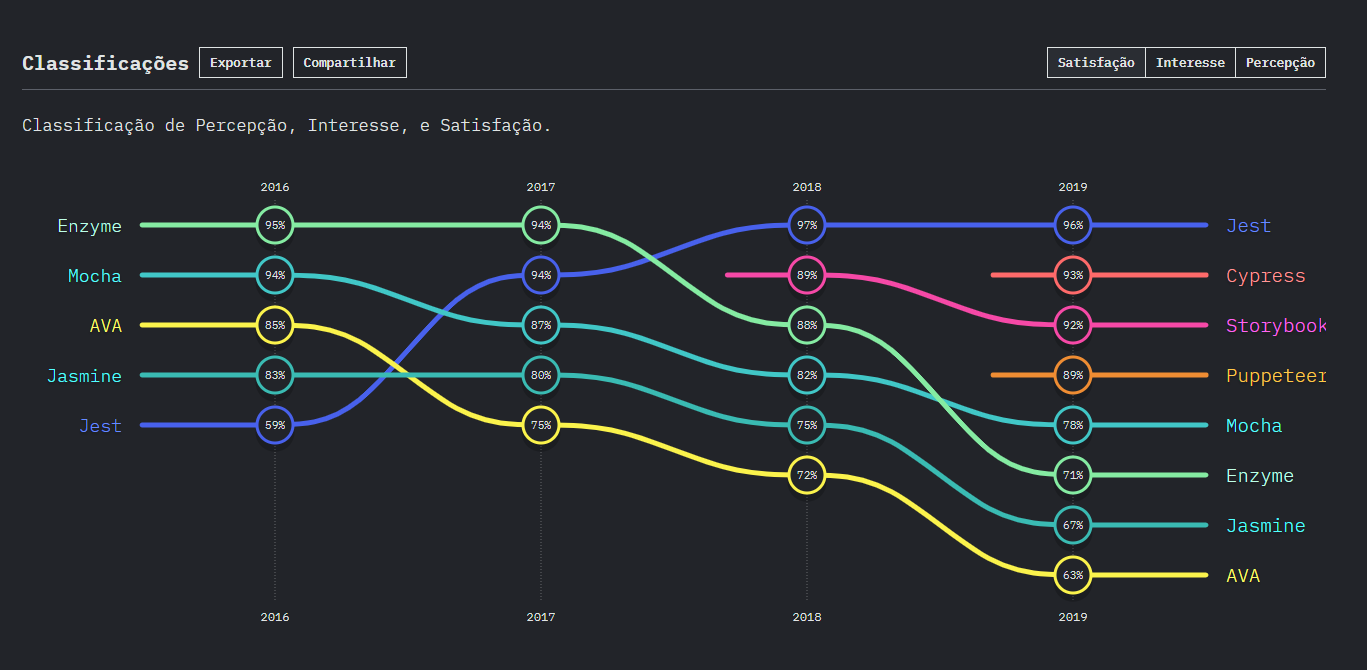 Classificações Exportar Compartilhar Satisfação Interesse Percepção
Classificação de Percepção, Interesse, e Satisfação.
2016 2017 2018 2019
Enzyme 95% 94% 97% 96% Jest
Mocha 94% 94% 89% 93% Cypress
AVA 85% 87% 88% 92% Storybook
Jasmine 83% 80% 82% 89% Puppeteer
Jest 59% 75% 75% 78% Mocha
72% 71% Enzyme
67% Jasmine
63% AVA
2016 2017 2018 2019